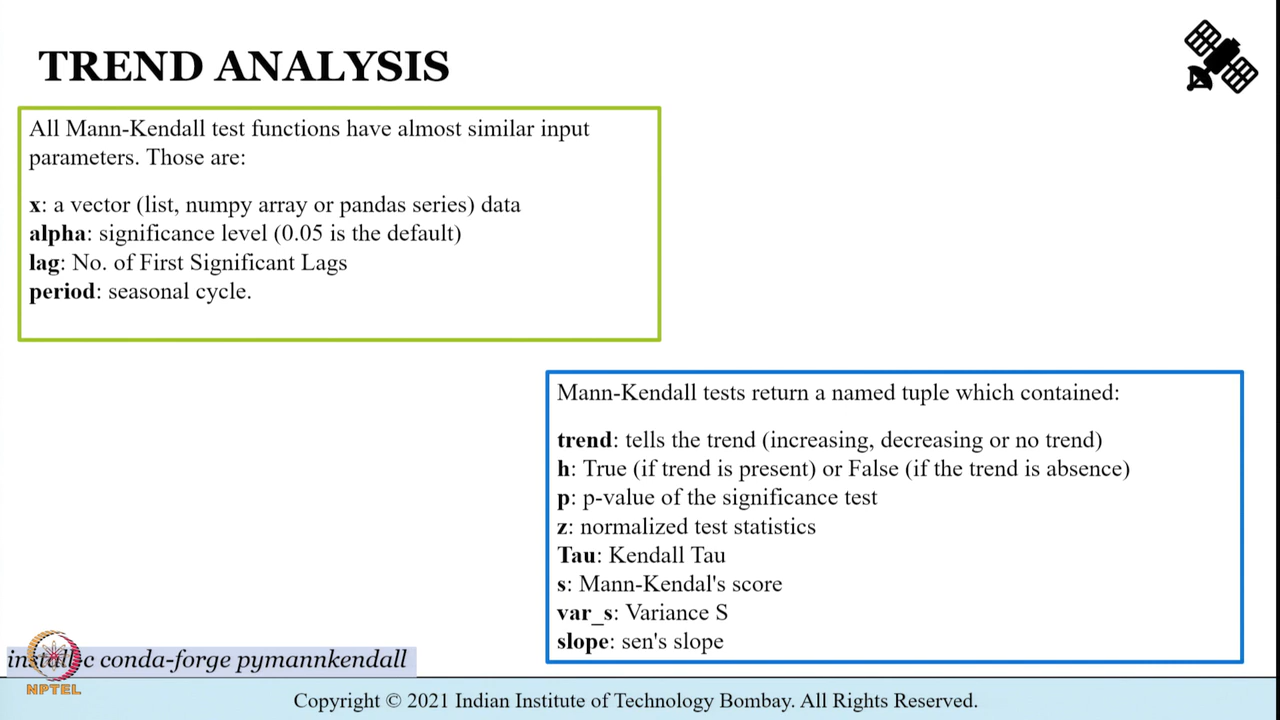 TREND ANALYSIS
All Mann-Kendall test functions have almost similar input
parameters. Those are:
x: a vector (list, numpy array or pandas series) data
alpha: significance level (0.05 is the default)
lag: No. of First Significant Lags
period: seasonal cycle.
Mann-Kendall tests return a named tuple which contained:
trend: tells the trend (increasing, decreasing or no trend)
h: True (if trend is present) or False (if the trend is absence)
p: p-value of the significance test
z: normalized test statistics
Tau: Kendall Tau
s: Mann-Kendal's score
var_s: Variance S
slope: sen's slope
install c conda-forge pymannkendall
NPTEL
Copyright © 2021 Indian Institute of Technology Bombay. All Rights Reserved.